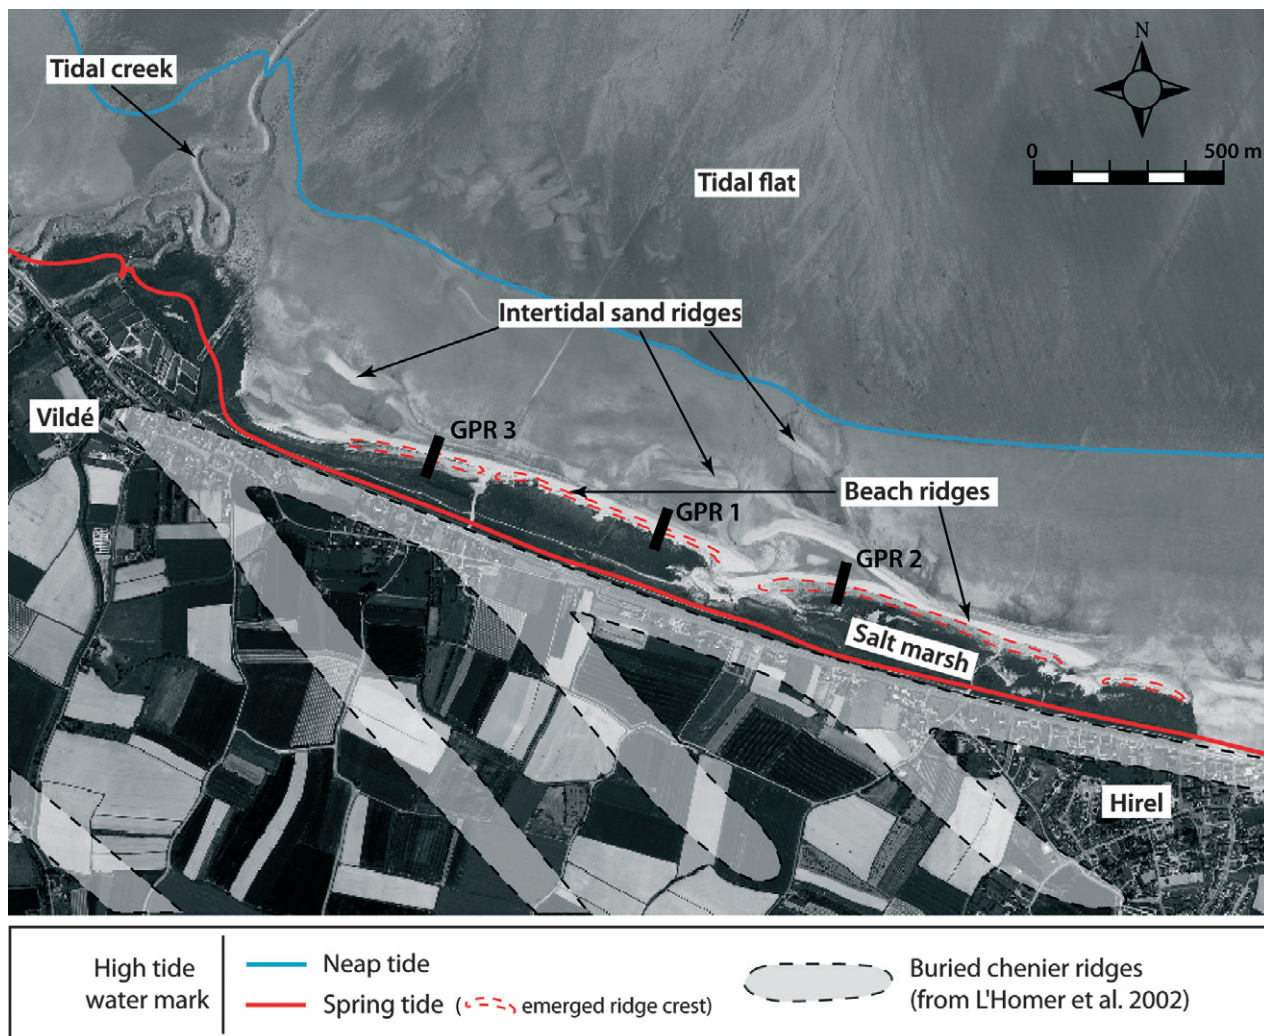 N
Tidal creek
0 500 m
Tidal flat
Intertidal sand ridges
Vildé
GPR 3
Beach ridges
GPR 1
GPR 2
Salt marsh
Hirel
High tide
water mark
Neap tide
Spring tide ( emerged ridge crest)
Buried chenier ridges
(from L'Homer et al. 2002)